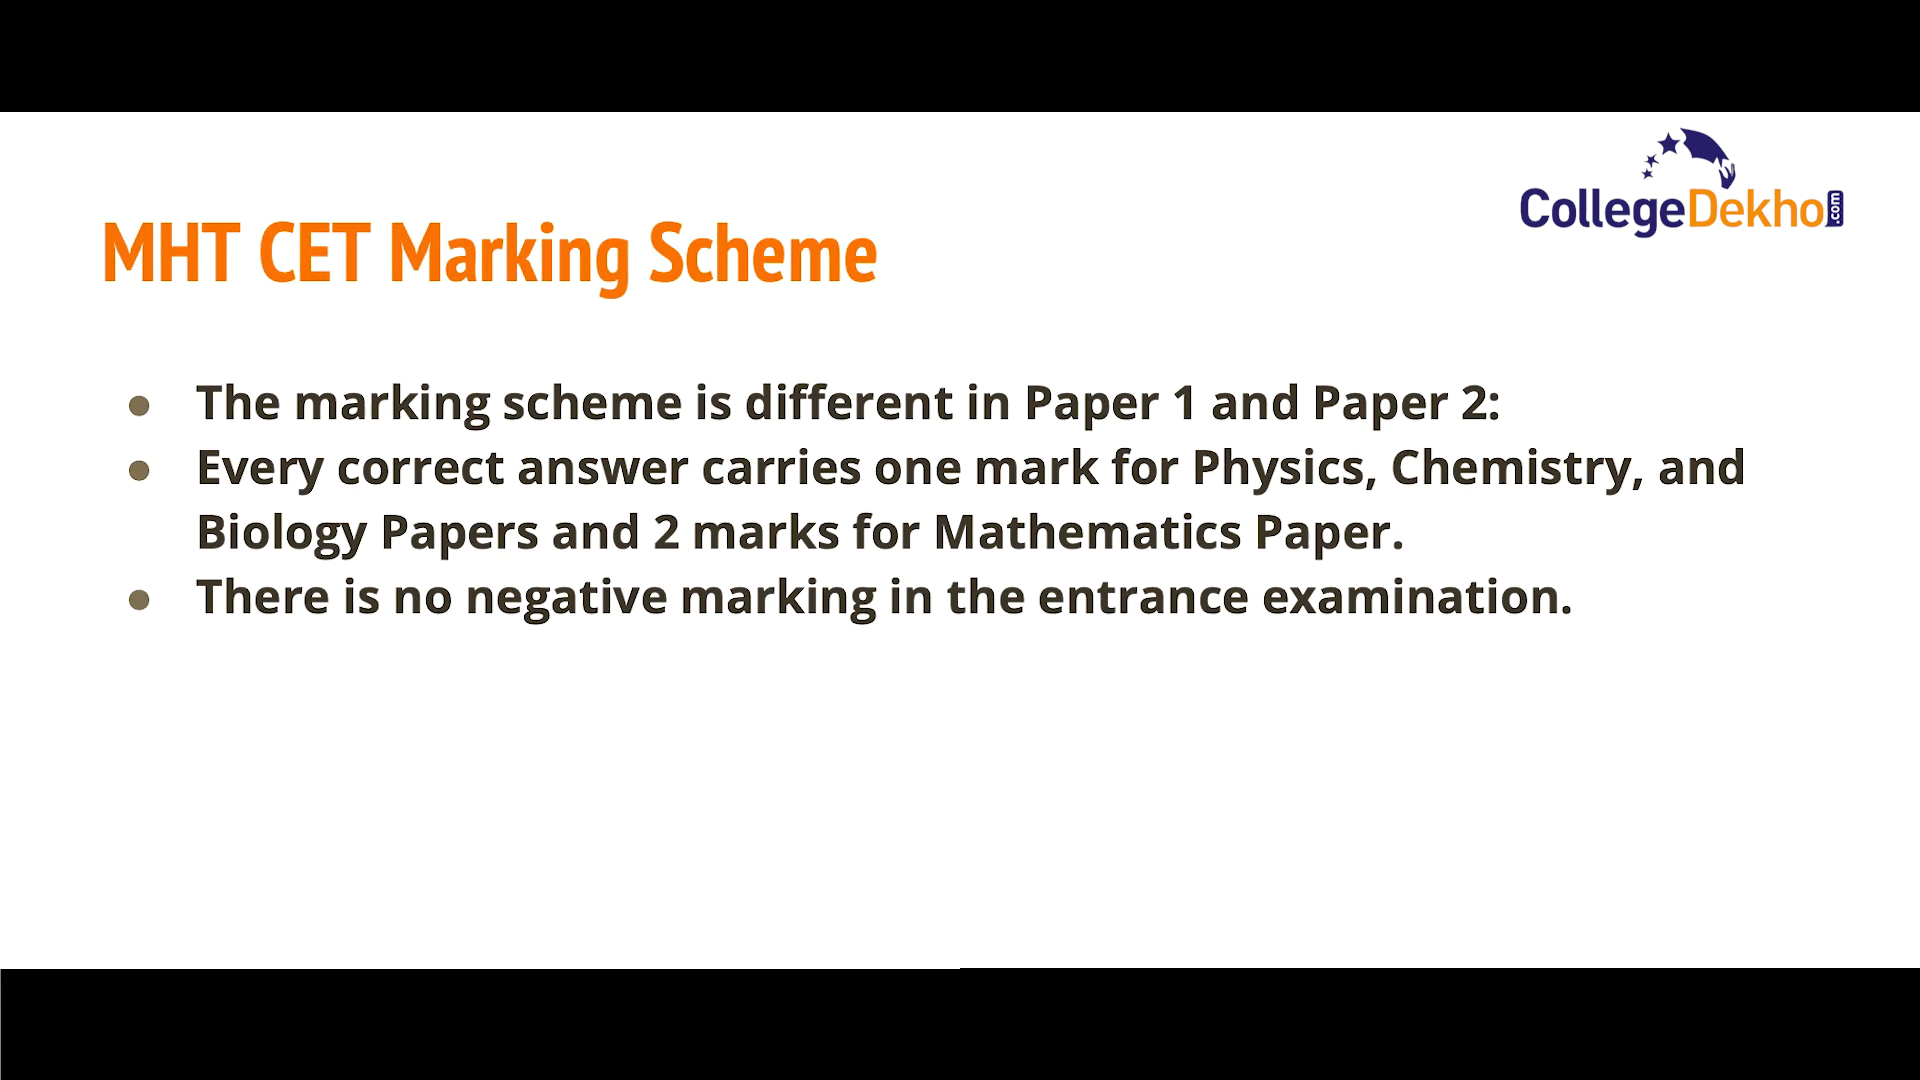 CollegeDekho.com
MHT CET Marking Scheme
● The marking scheme is different in Paper 1 and Paper 2:
● Every correct answer carries one mark for Physics, Chemistry, and
Biology Papers and 2 marks for Mathematics Paper.
● There is no negative marking in the entrance examination.